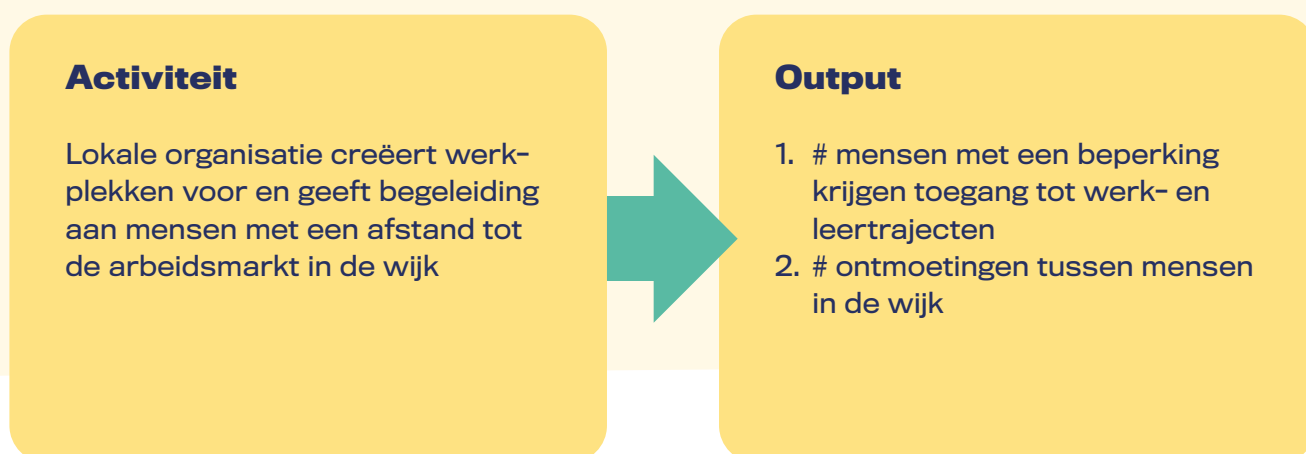 Activiteit
Lokale organisatie creëert werk-
plekken voor en geeft begeleiding
aan mensen met een afstand tot
de arbeidsmarkt in de wijk
Output
1. # mensen met een beperking
krijgen toegang tot werk- en
leertrajecten
2. # ontmoetingen tussen mensen
in de wijk